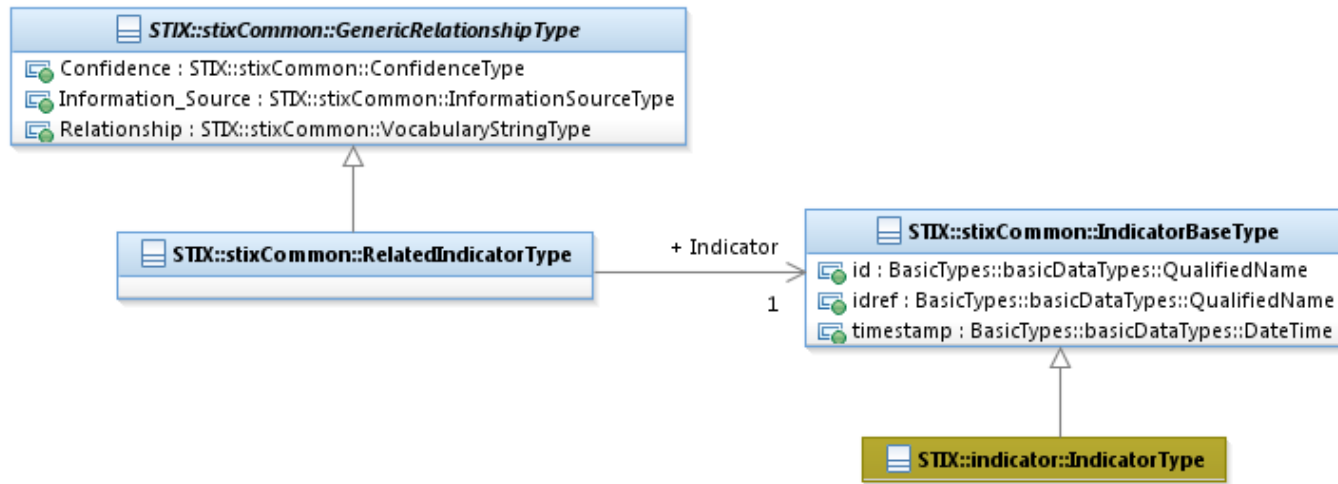 STIX::stixCommon::GenericRelationshipType
Confidence : STIX::stixCommon::ConfidenceType
Information_Source : STIX::stixCommon::InformationSourceType
Relationship : STIX::stixCommon::VocabularyStringType
STIX::stixCommon::RelatedIndicatorType
+ Indicator
1
STIX::stixCommon::IndicatorBaseType
id : BasicTypes::basicDataTypes::QualifiedName
idref : BasicTypes::basicDataTypes::QualifiedName
timestamp : BasicTypes::basicDataTypes::DateTime
STIX::indicator::IndicatorType